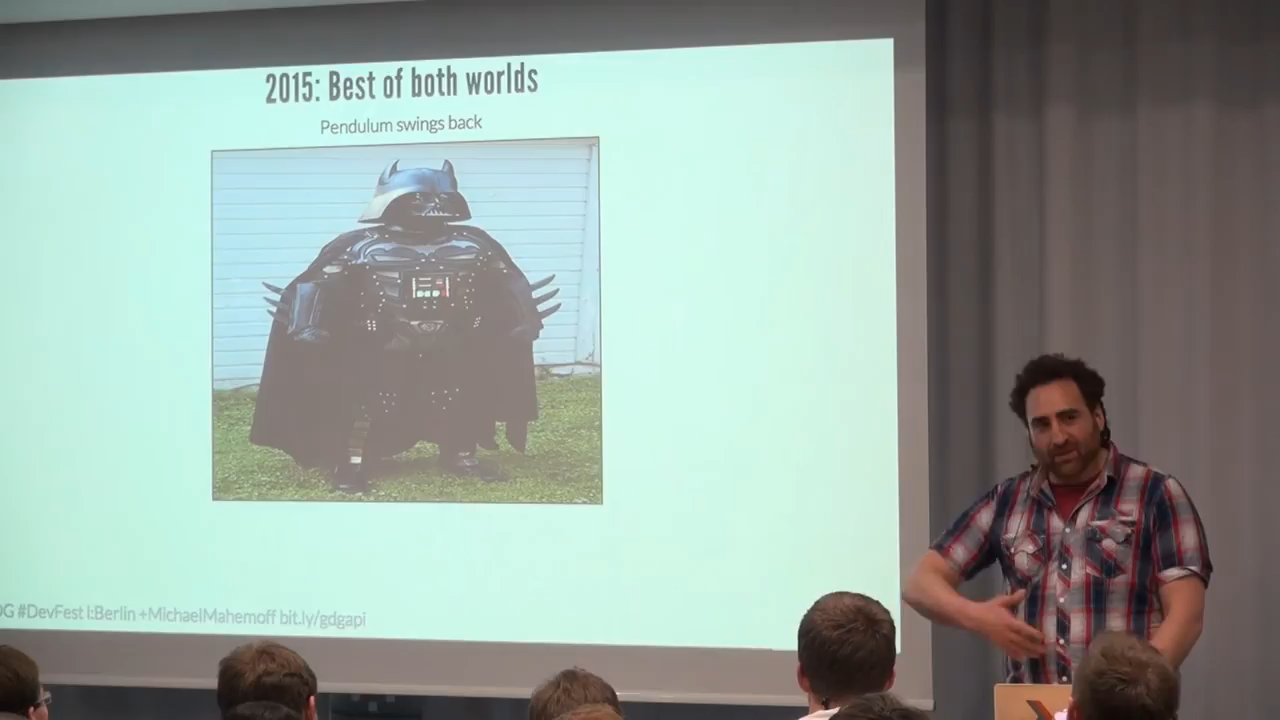 2015: Best of both worlds
Pendulum swings back
#DevFest |:Berlin +MichaelMahemoff bit.ly/gdgapi